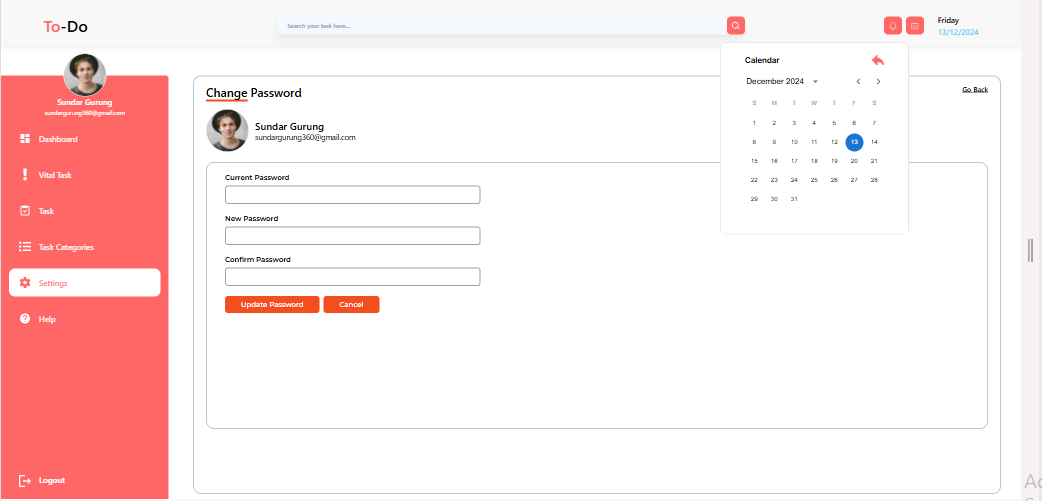 To-Do
Search your task here...
Friday
13/12/2024
Sundar Gurung
sundargurung360@gmail.com
Dashboard
Vital Task
Task
Task Categories
Settings
Help
Logout
Change Password
Go Back
Sundar Gurung
sundargurung360@gmail.com
Current Password
New Password
Confirm Password
Update Password Cancel
Calendar
December 2024
S M T W T F S
1 2 3 4 5 6 7
8 9 10 11 12 13 14
15 16 17 18 19 20 21
22 23 24 25 26 27 28
29 30 31